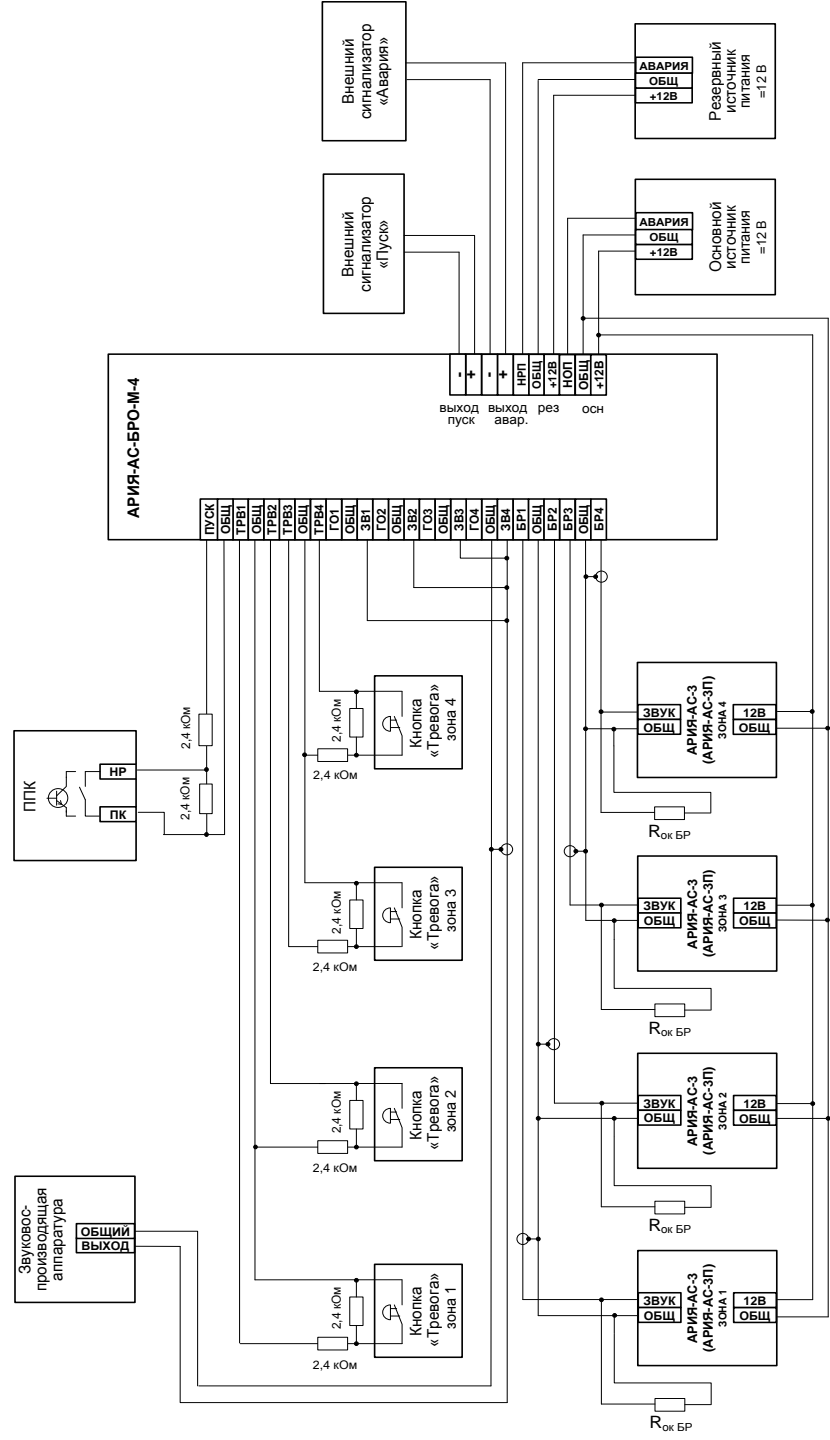 Внешний
сигнализатор
«Авария»
Внешний
сигнализатор
«Пуск»
АВАРИЯ
ОБЩ
+12В
Резервный
источник
питания
=12 В
АВАРИЯ
ОБЩ
+12В
Основной
источник
питания
=12 В
АРИЯ-АС-БРО-М-4
-
+
-
+
НРП
ОБЩ
+12В
НОП
ОБЩ
+12В
выход
пуск
выход
авар.
рез
осн
ПУСК
ОБЩ
ТРВ1
ОБЩ
ТРВ2
ТРВ3
ОБЩ
ТРВ4
ГО1
ОБЩ
ЗВ1
ГО2
ОБЩ
ЗВ2
ГО3
ОБЩ
ЗВ3
ГО4
ОБЩ
ЗВ4
БР1
ОБЩ
БР2
БР3
ОБЩ
БР4
ППК
НР
ПК
2,4 кОм
2,4 кОм
2,4 кОм
2,4 кОм
Кнопка
«Тревога»
зона 4
2,4 кОм
2,4 кОм
Кнопка
«Тревога»
зона 3
2,4 кОм
2,4 кОм
Кнопка
«Тревога»
зона 2
2,4 кОм
2,4 кОм
Кнопка
«Тревога»
зона 1
Звуковос-
производящая
аппаратура
ОБЩИЙ
ВЫХОД
ЗВУК
ОБЩ
АРИЯ-АС-3
(АРИЯ-АС-3П)
ЗОНА 4
12В
ОБЩ
Rок БР
ЗВУК
ОБЩ
АРИЯ-АС-3
(АРИЯ-АС-3П)
ЗОНА 3
12В
ОБЩ
Rок БР
ЗВУК
ОБЩ
АРИЯ-АС-3
(АРИЯ-АС-3П)
ЗОНА 2
12В
ОБЩ
Rок БР
ЗВУК
ОБЩ
АРИЯ-АС-3
(АРИЯ-АС-3П)
ЗОНА 1
12В
ОБЩ
Rок БР